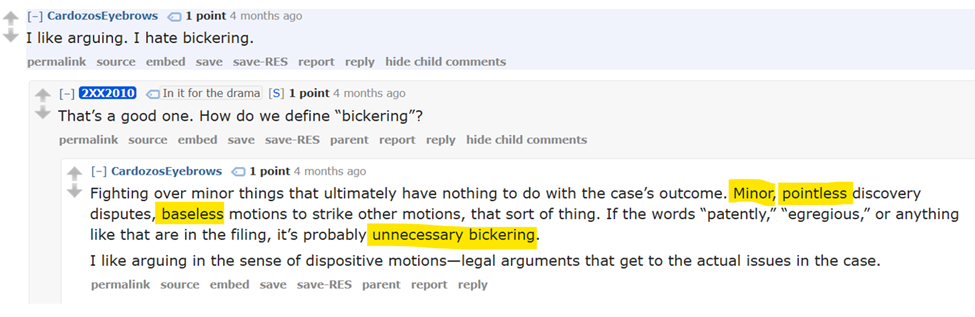 [–] CardozosEyebrows 1 point 4 months ago
I like arguing. I hate bickering.
permalink source embed save save-RES report reply hide child comments
[–] 2XX2010 In it for the drama [S] 1 point 4 months ago
That’s a good one. How do we define “bickering”?
permalink source embed save save-RES parent report reply hide child comments
[–] CardozosEyebrows 1 point 4 months ago
Fighting over minor things that ultimately have nothing to do with the case’s outcome. Minor, pointless discovery
disputes, baseless motions to strike other motions, that sort of thing. If the words “patently,” “egregious,” or anything
like that are in the filing, it’s probably unnecessary bickering.
I like arguing in the sense of dispositive motions—legal arguments that get to the actual issues in the case.
permalink source embed save save-RES parent report reply